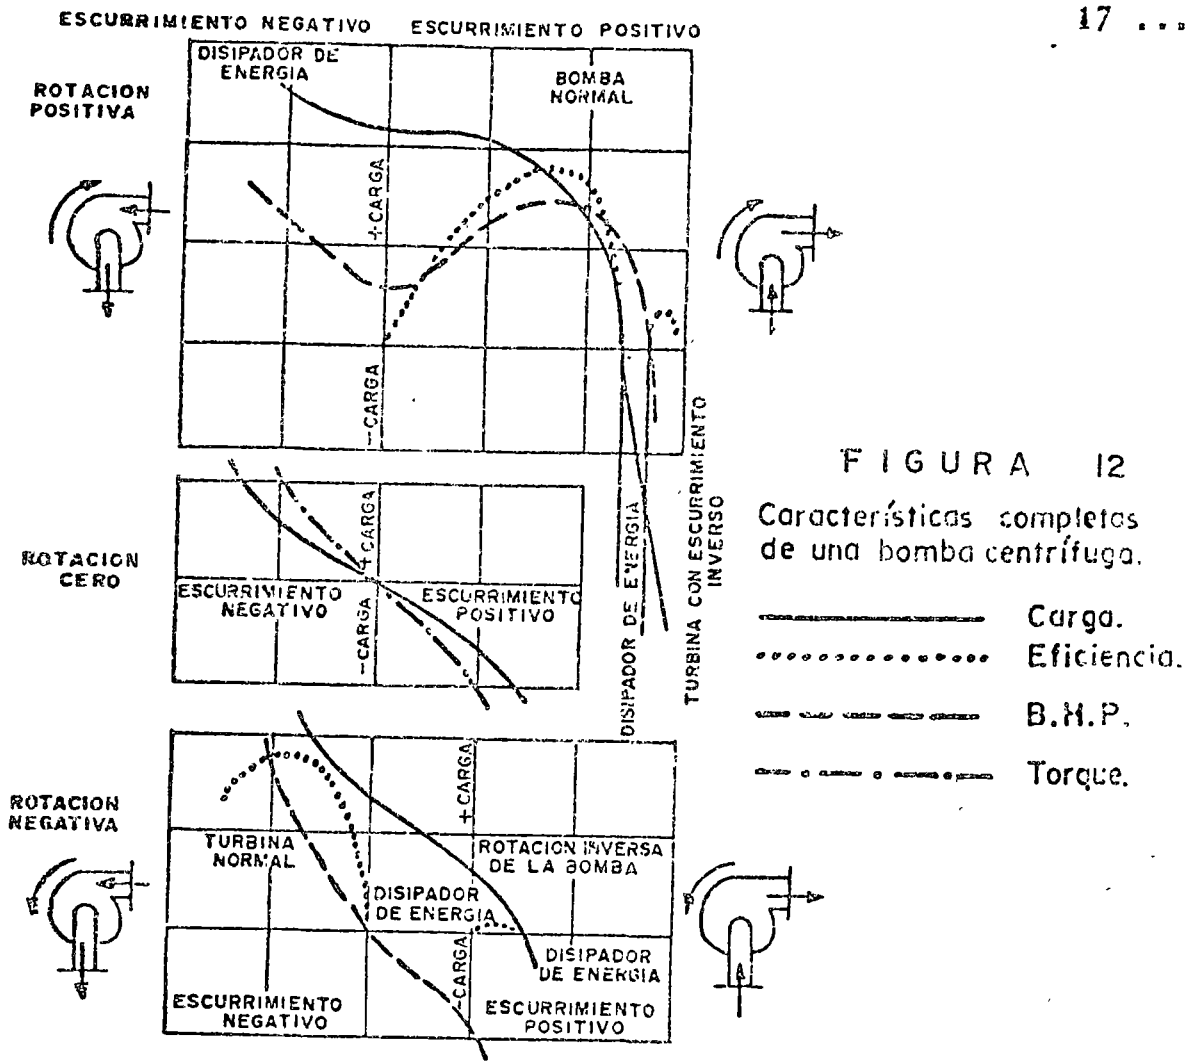 17 ...
ESCURRIMIENTO NEGATIVO
ESCURRIMIENTO POSITIVO
ROTACION
POSITIVA
DISIPADOR DE
ENERGIA
BOMBA
NORMAL
+CARGA
-CARGA
DISIPADOR DE ENERGIA
TURBINA CON ESCURRIMIENTO
INVERSO
ROTACION
CERO
+CARGA
-CARGA
ESCURRIMIENTO
NEGATIVO
ESCURRIMIENTO
POSITIVO
ROTACION
NEGATIVA
+CARGA
-CARGA
TURBINA
NORMAL
ROTACION INVERSA
DE LA BOMBA
DISIPADOR
DE ENERGIA
DISIPADOR
DE ENERGIA
ESCURRIMIENTO
NEGATIVO
ESCURRIMIENTO
POSITIVO
FIGURA 12
Características completas
de una bomba centrífuga.
Carga.
Eficiencia.
B.H.P.
Torque.